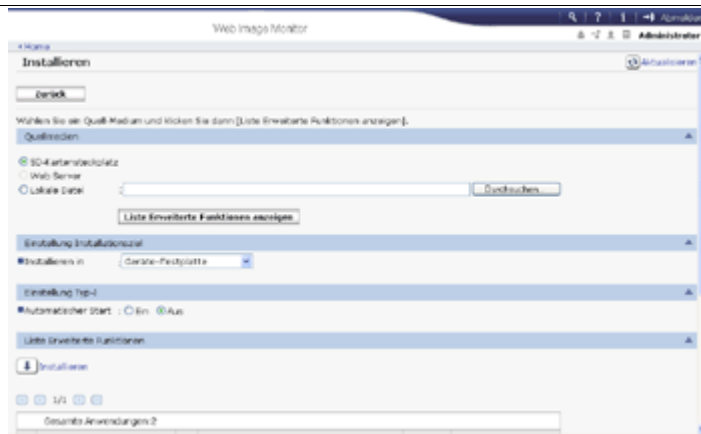 Web Image Monitor
Abmelden
Administrator
Home
Installieren
Aktualisieren
Zurück
Wählen Sie ein Quell-Medium und klicken Sie dann [Liste Erweiterte Funktionen anzeigen].
Quellmedien
SD-Kartensteckplatz
Web Server
Lokale Datei :
Durchsuchen...
Liste Erweiterte Funktionen anzeigen
Einstellung Installationsziel
Installieren in : Geräte-Festplatte
Einstellung Typ-J
Automatischer Start : Ein Aus
Liste Erweiterte Funktionen
Installieren
1/1
Gesamte Anwendungen:2